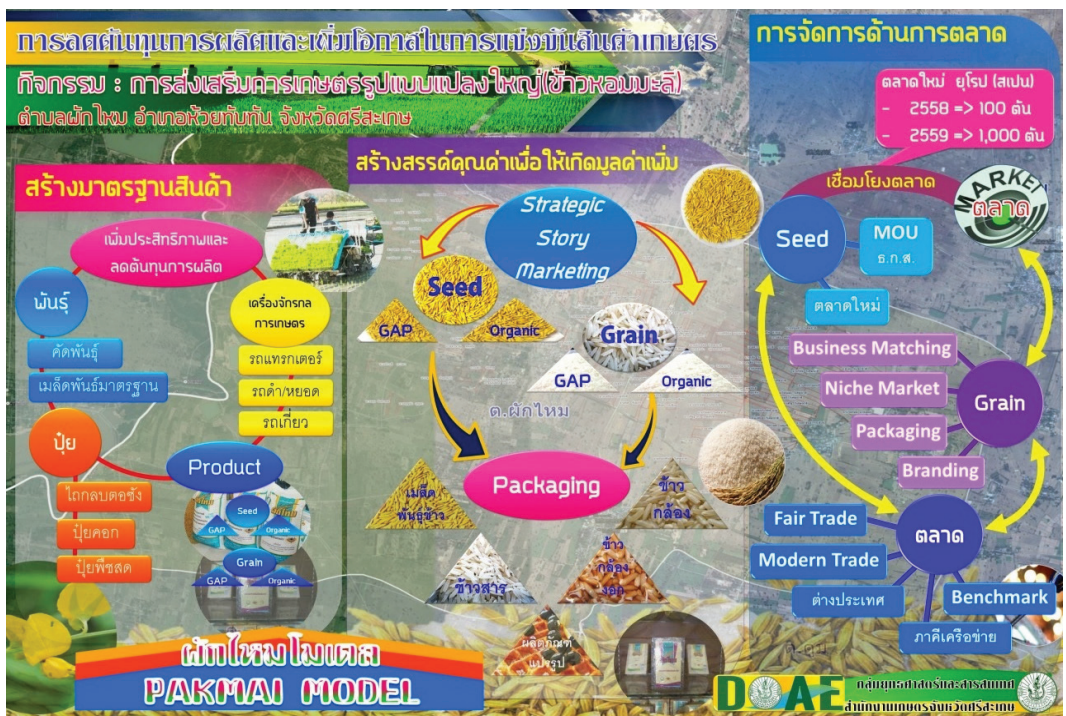 การลดต้นทุนการผลิตและเพิ่มโอกาสในการแข่งขันสินค้าเกษตร
กิจกรรม : การส่งเสริมการเกษตรรูปแบบแปลงใหญ่(ข้าวหอมมะลิ)
ตำบลผักไหม อำเภอห้วยทับทัน จังหวัดศรีสะเกษ
สร้างมาตรฐานสินค้า
เพิ่มประสิทธิภาพและ
ลดต้นทุนการผลิต
พันธุ์
คัดพันธุ์
เมล็ดพันธุ์มาตรฐาน
ปุ๋ย
ไถกลบตอซัง
ปุ๋ยคอก
ปุ๋ยพืชสด
เครื่องจักรกล
การเกษตร
รถแทรกเตอร์
รถดำ/หยอด
รถเกี่ยว
Product
Seed
GAP
Organic
Grain
GAP
Organic
ผักไหมโมเดล
PAKMAI MODEL
สร้างสรรค์คุณค่าเพื่อให้เกิดมูลค่าเพิ่ม
Strategic
Story
Marketing
Seed
GAP
Organic
Grain
GAP
Organic
ต.ผักไหม
Packaging
เมล็ด
พันธุ์ข้าว
ข้าว
กล้อง
ข้าวสาร
ข้าว
กล้อง
งอก
ผลิตภัณฑ์
แปรรูป
การจัดการด้านการตลาด
ตลาดใหม่ ยุโรป (สเปน)
- 2558 => 100 ตัน
- 2559 => 1,000 ตัน
เชื่อมโยงตลาด
MARKET
ตลาด
Seed
MOU
ธ.ก.ส.
ตลาดใหม่
Business Matching
Niche Market
Packaging
Branding
Grain
ตลาด
Fair Trade
Modern Trade
ต่างประเทศ
Benchmark
ภาคีเครือข่าย
DOAE
กลุ่มยุทธศาสตร์และสารสนเทศ
สำนักงานเกษตรจังหวัดศรีสะเกษ